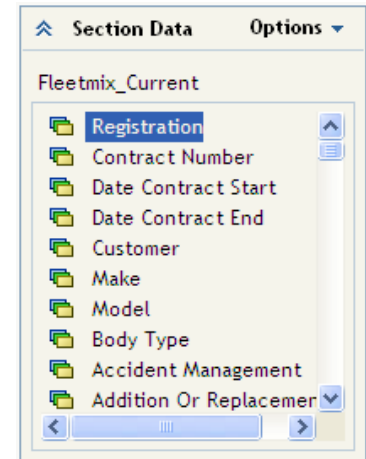 Section Data Options
Fleetmix_Current
Registration
Contract Number
Date Contract Start
Date Contract End
Customer
Make
Model
Body Type
Accident Management
Addition Or Replacemer